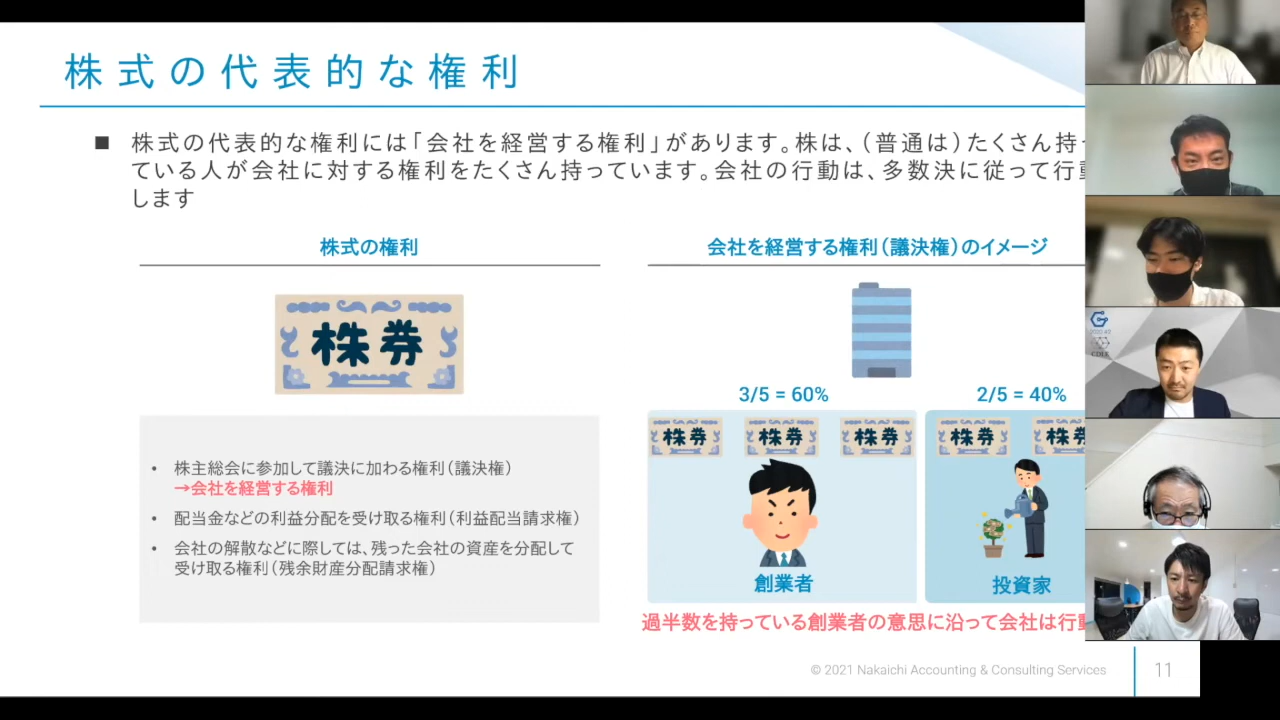 株式の代表的な権利
■ 株式の代表的な権利には「会社を経営する権利」があります。株は、(普通は)たくさん持っ
ている人が会社に対する権利をたくさん持っています。会社の行動は、多数決に従って行動
します
株式の権利
会社を経営する権利(議決権)のイメージ
株券
• 株主総会に参加して議決に加わる権利(議決権)
→会社を経営する権利
• 配当金などの利益分配を受け取る権利(利益配当請求権)
• 会社の解散などに際しては、残った会社の資産を分配して
受け取る権利(残余財産分配請求権)
3/5 = 60%
2/5 = 40%
株券 株券 株券
株券 株券
創業者
投資家
過半数を持っている創業者の意思に沿って会社は行動
© 2021 Nakaichi Accounting & Consulting Services
11